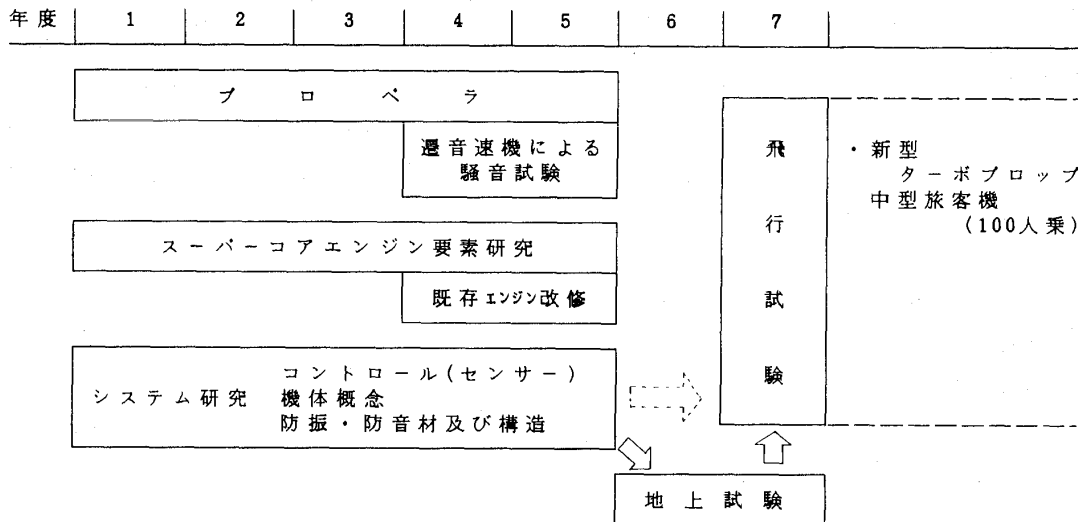 年度 1 2 3 4 5 6 7
プロペラ
遷音速機による
騒音試験
スーパーコアエンジン要素研究
既存エンジン改修
システム研究
コントロール(センサー)
機体概念
防振・防音材及び構造
飛行試験
・新型
ターボプロップ
中型旅客機
(100人乗)
地上試験